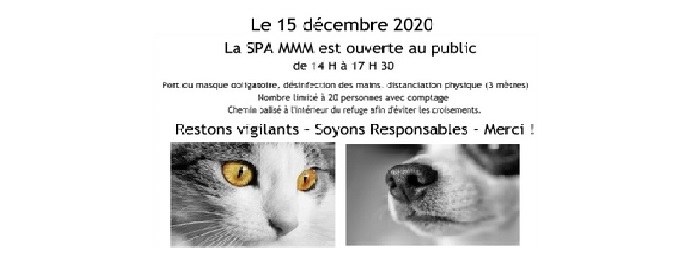 Le 15 décembre 2020
La SPA MMM est ouverte au public
de 14 H à 17 H 30
Port du masque obligatoire, désinfection des mains, distanciation physique (3 mètres)
Nombre limité à 20 personnes avec comptage
Chemin balisé à l'intérieur du refuge afin d'éviter les croisements.
Restons vigilants - Soyons Responsables - Merci !